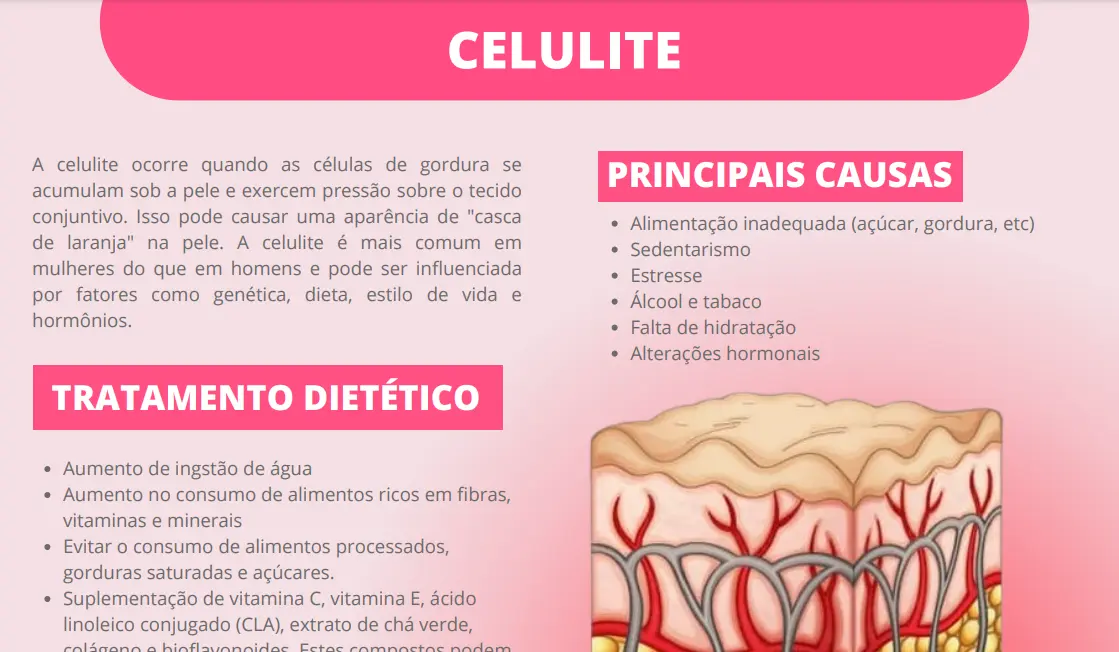 CELULITE
A celulite ocorre quando as células de gordura se
acumulam sob a pele e exercem pressão sobre o tecido
conjuntivo. Isso pode causar uma aparência de "casca
de laranja" na pele. A celulite é mais comum em
mulheres do que em homens e pode ser influenciada
por fatores como genética, dieta, estilo de vida e
hormônios.
TRATAMENTO DIETÉTICO
• Aumento de ingstão de água
• Aumento no consumo de alimentos ricos em fibras,
vitaminas e minerais
• Evitar o consumo de alimentos processados,
gorduras saturadas e açúcares.
• Suplementação de vitamina C, vitamina E, ácido
linoleico conjugado (CLA), extrato de chá verde,
colágeno e bioflavonoides. Estes compostos podem
PRINCIPAIS CAUSAS
• Alimentação inadequada (açúcar, gordura, etc)
• Sedentarismo
• Estresse
• Álcool e tabaco
• Falta de hidratação
• Alterações hormonais